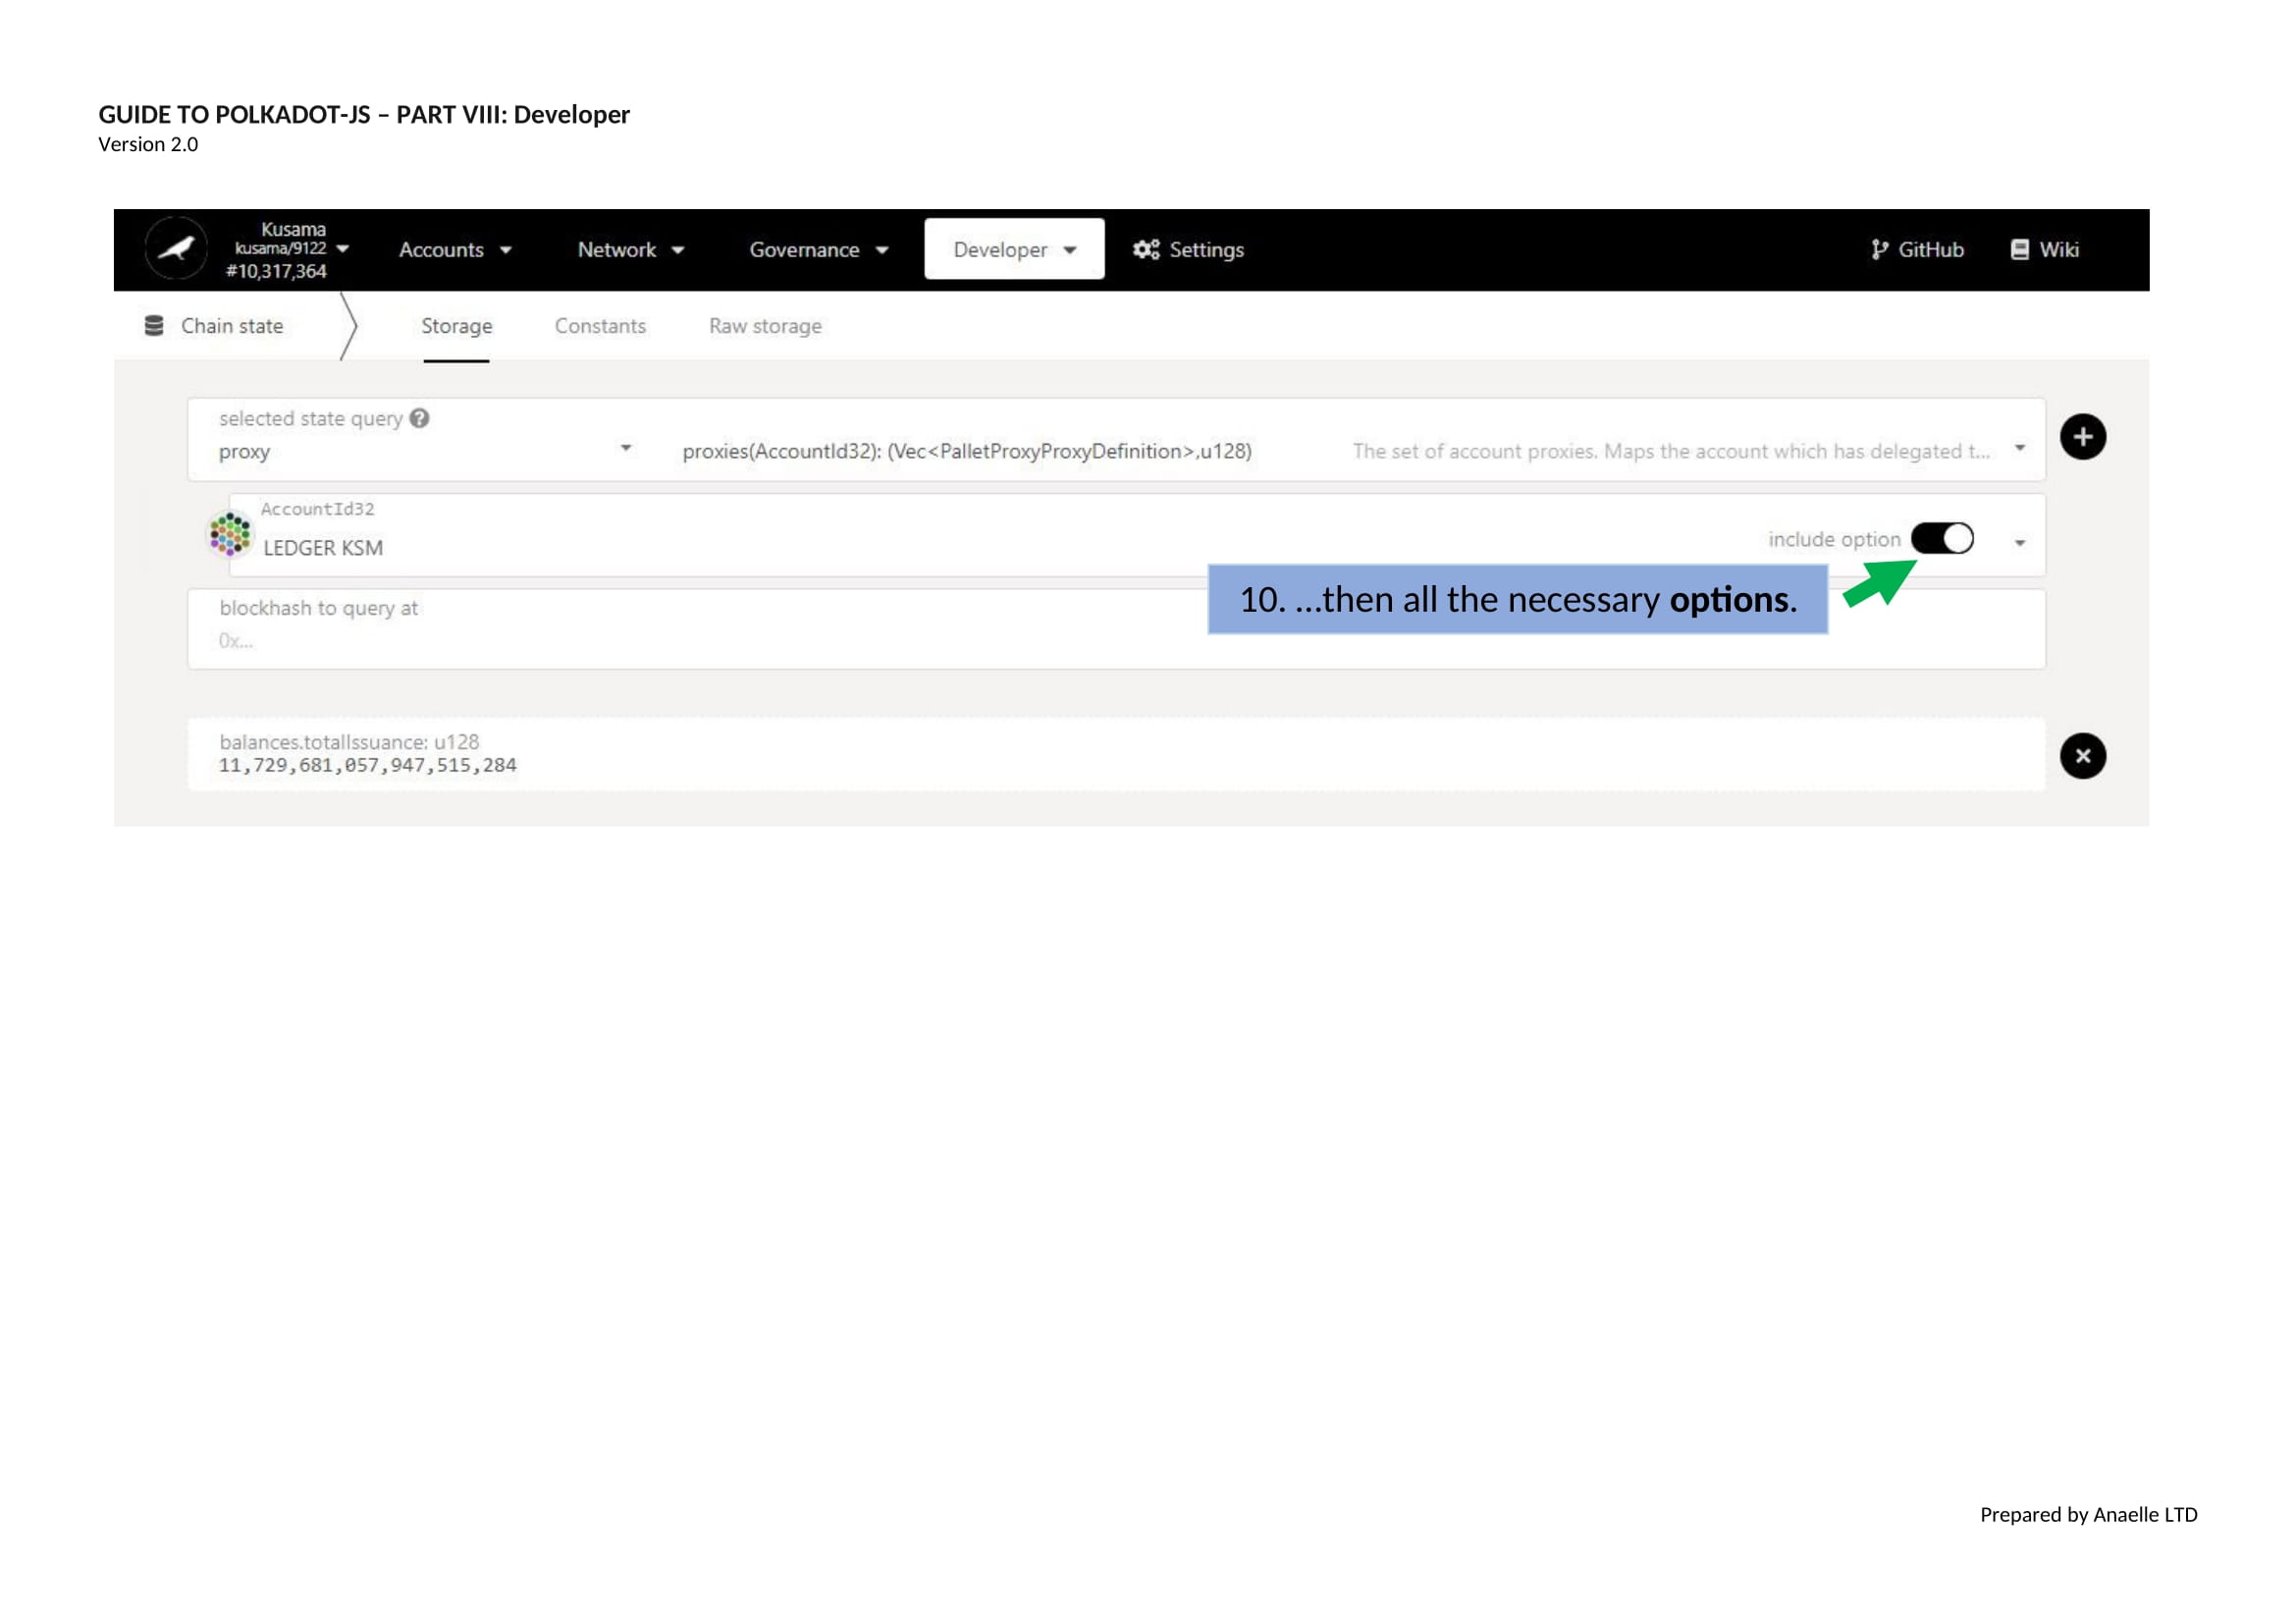 GUIDE TO POLKADOT-JS – PART VIII: Developer
Version 2.0
Kusama
kusama/9122
#10,317,364
Accounts
Network
Governance
Developer
Settings
GitHub
Wiki
Chain state
Storage
Constants
Raw storage
selected state query
proxy
proxies(AccountId32): (Vec<PalletProxyProxyDefinition>,u128)
The set of account proxies. Maps the account which has delegated t...
AccountId32
LEDGER KSM
include option
10. ...then all the necessary options.
blockhash to query at
0x...
balances.totalIssuance: u128
11,729,681,057,947,515,284
Prepared by Anaelle LTD